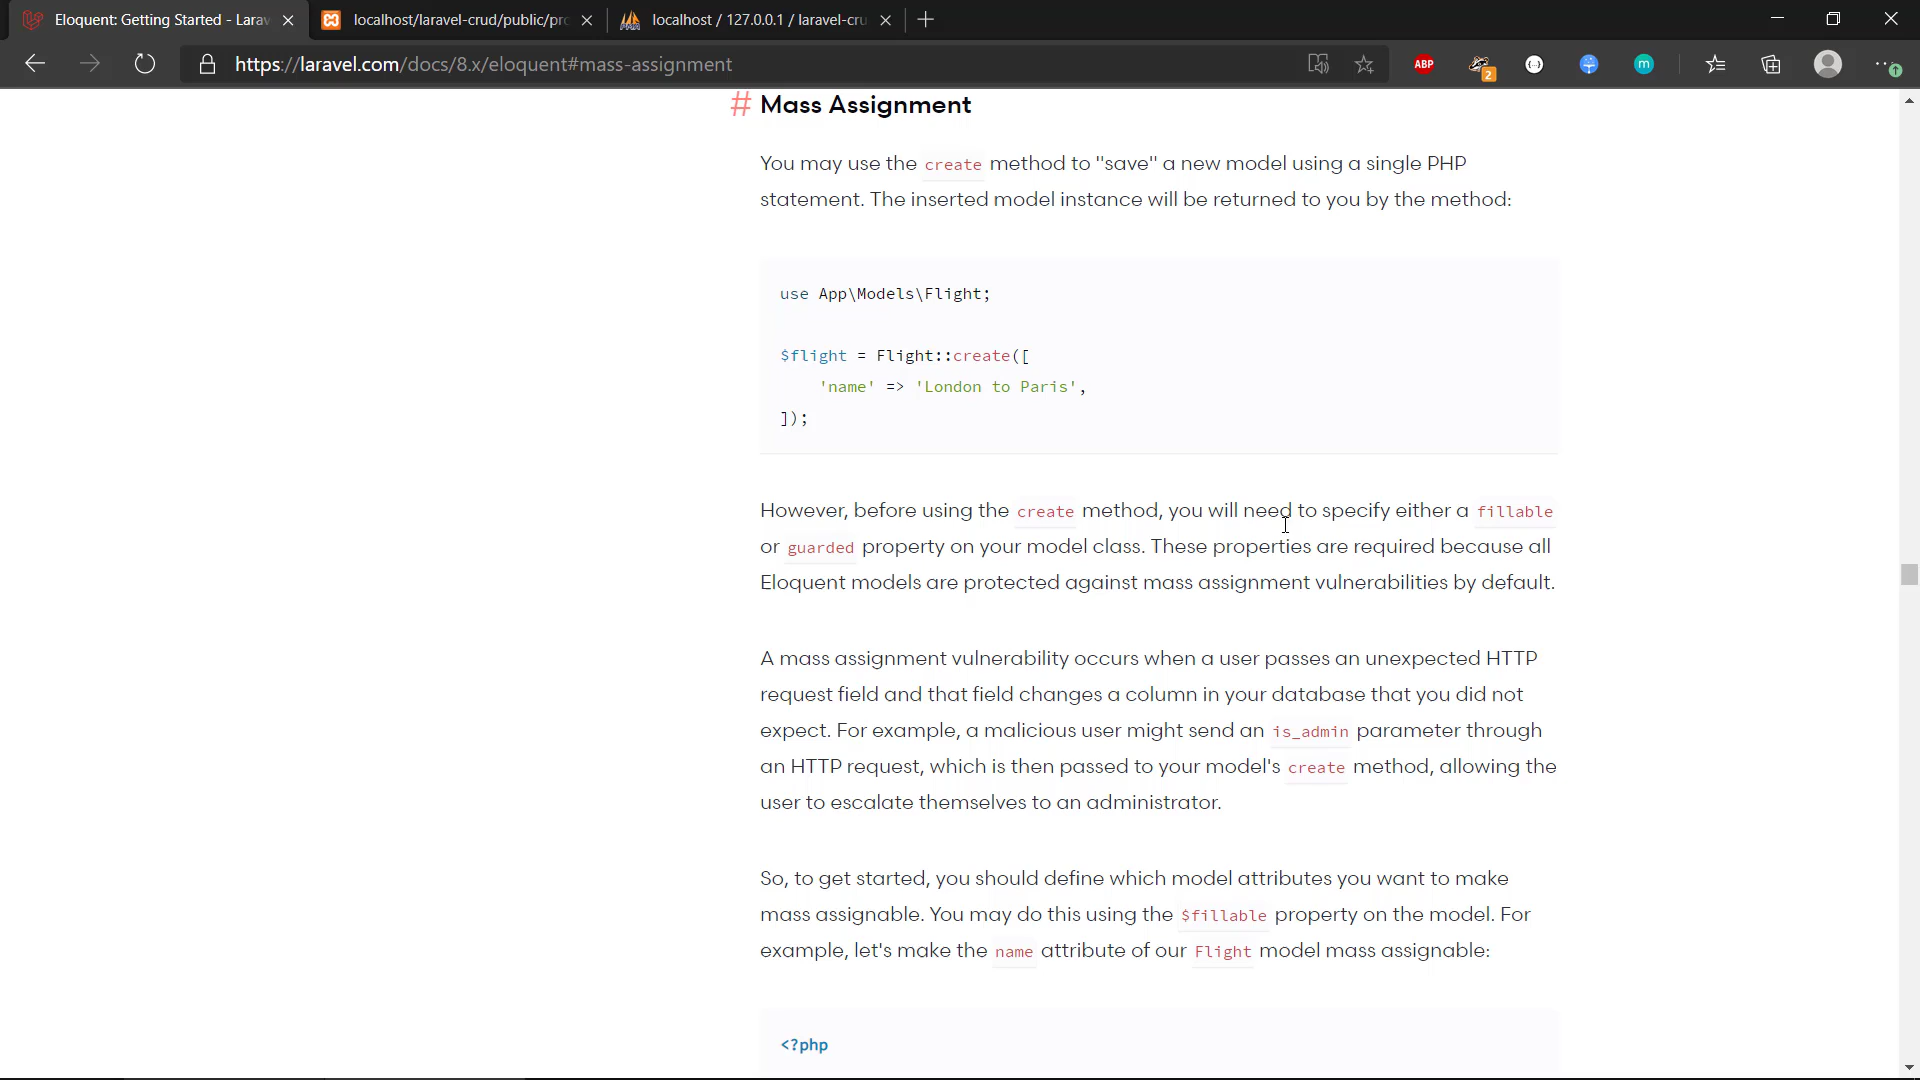 Eloquent: Getting Started - Larav
localhost/laravel-crud/public/pro
localhost / 127.0.0.1 / laravel-cru
https://laravel.com/docs/8.x/eloquent#mass-assignment
ABP
2
m
# Mass Assignment
You may use the create method to "save" a new model using a single PHP
statement. The inserted model instance will be returned to you by the method:
use App\Models\Flight;
$flight = Flight::create([
'name' => 'London to Paris',
]);
However, before using the create method, you will need to specify either a fillable
or guarded property on your model class. These properties are required because all
Eloquent models are protected against mass assignment vulnerabilities by default.
A mass assignment vulnerability occurs when a user passes an unexpected HTTP
request field and that field changes a column in your database that you did not
expect. For example, a malicious user might send an is_admin parameter through
an HTTP request, which is then passed to your model's create method, allowing the
user to escalate themselves to an administrator.
So, to get started, you should define which model attributes you want to make
mass assignable. You may do this using the $fillable property on the model. For
example, let's make the name attribute of our Flight model mass assignable:
<?php